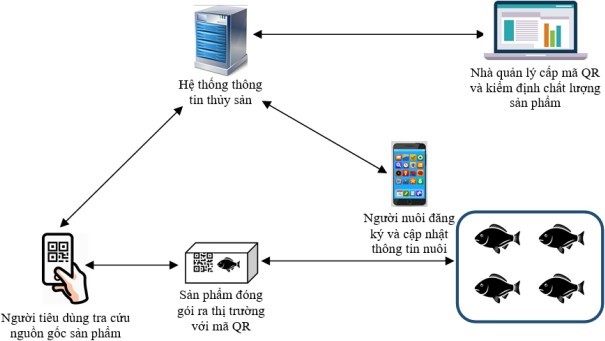 Hệ thống thông
tin thủy sản
Nhà quản lý cấp mã QR
và kiểm định chất lượng
sản phẩm
Người nuôi đăng
ký và cập nhật
thông tin nuôi
Người tiêu dùng tra cứu
nguồn gốc sản phẩm
Sản phẩm đóng
gói ra thị trường
với mã QR